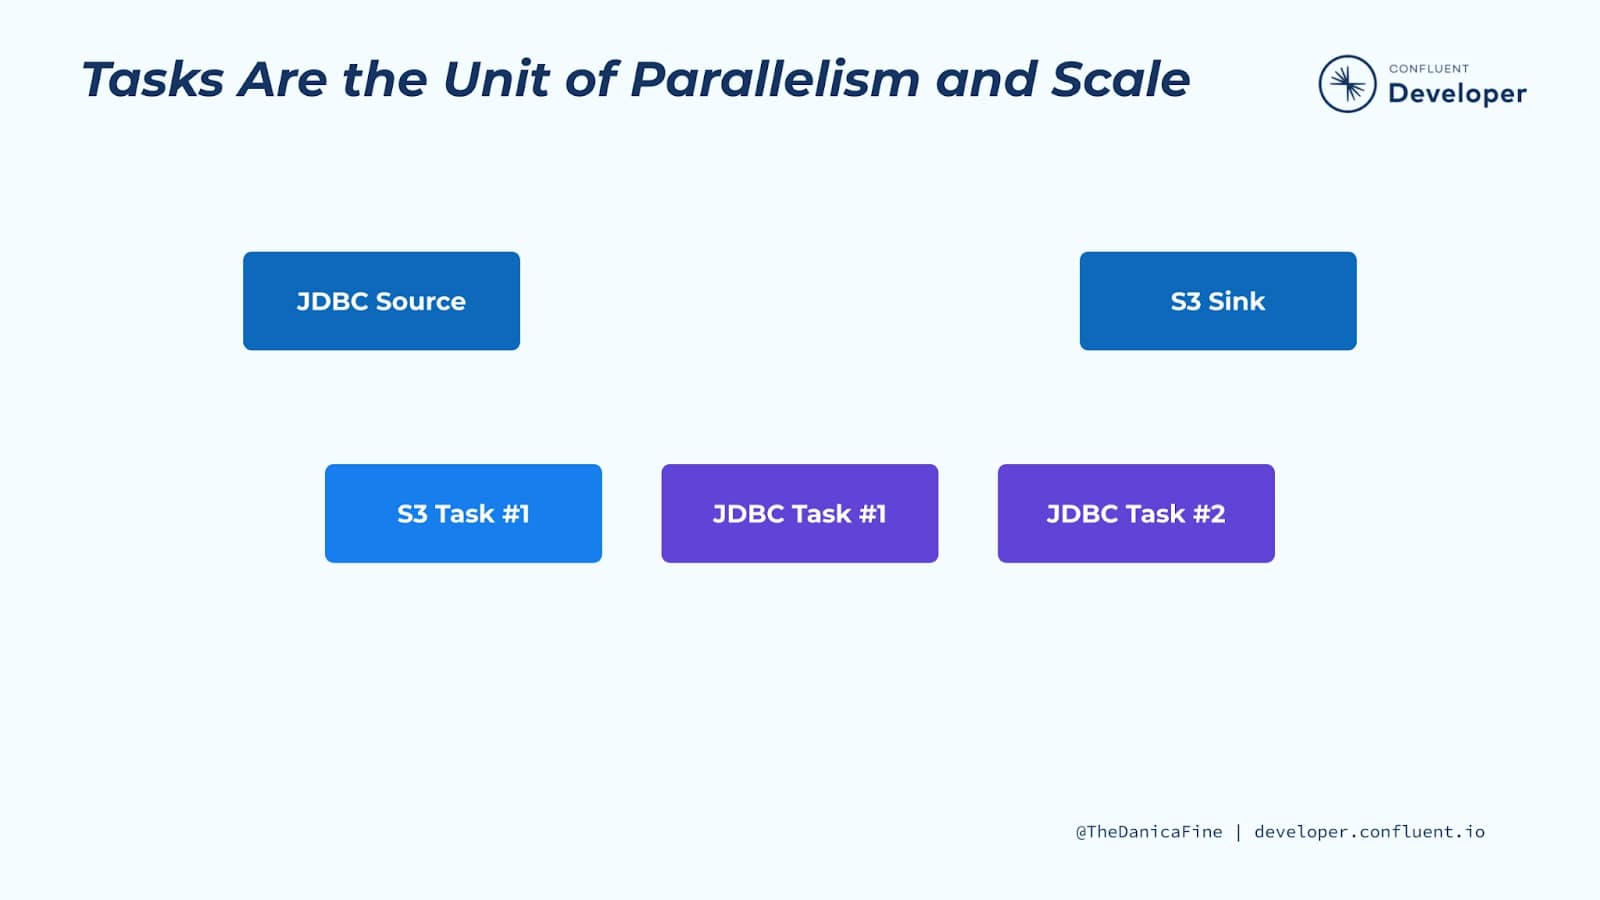 Tasks Are the Unit of Parallelism and Scale
CONFLUENT
Developer
JDBC Source
S3 Sink
S3 Task #1
JDBC Task #1
JDBC Task #2
@TheDanicaFine | developer.confluent.io